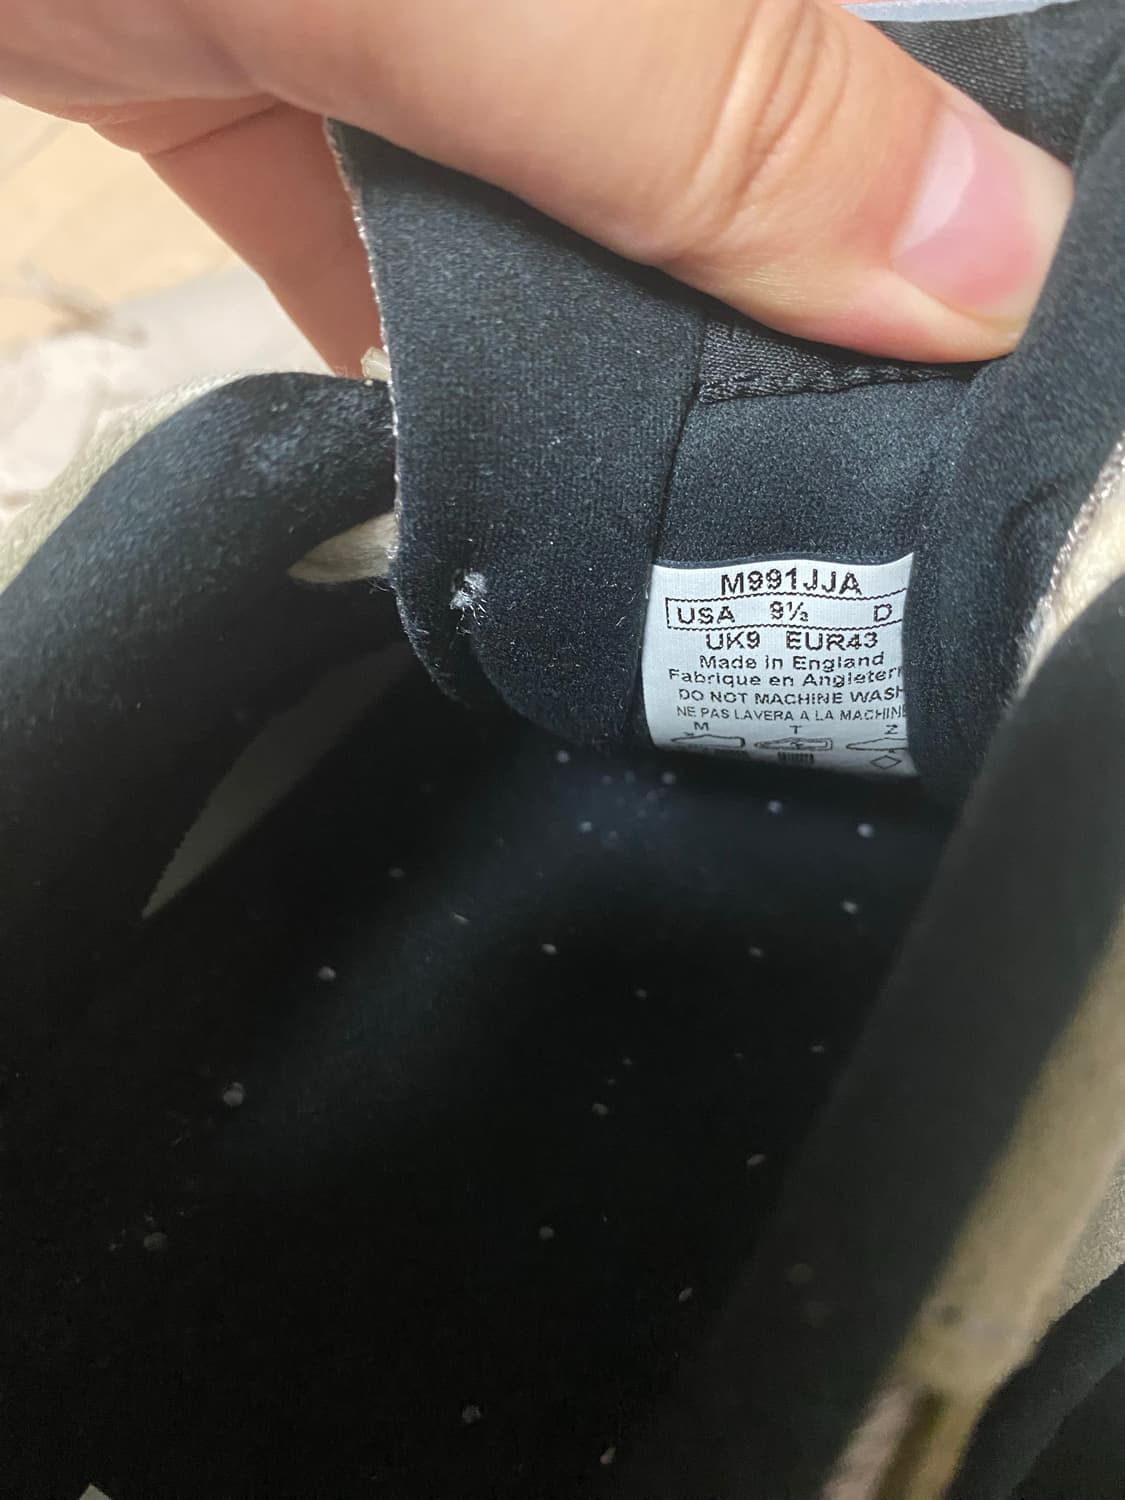 M991JJA
USA 9½ D
UK9 EUR43
Made in England
Fabrique en Angleterr
DO NOT MACHINE WASH
NE PAS LAVERA A LA MACHINE
M T Z